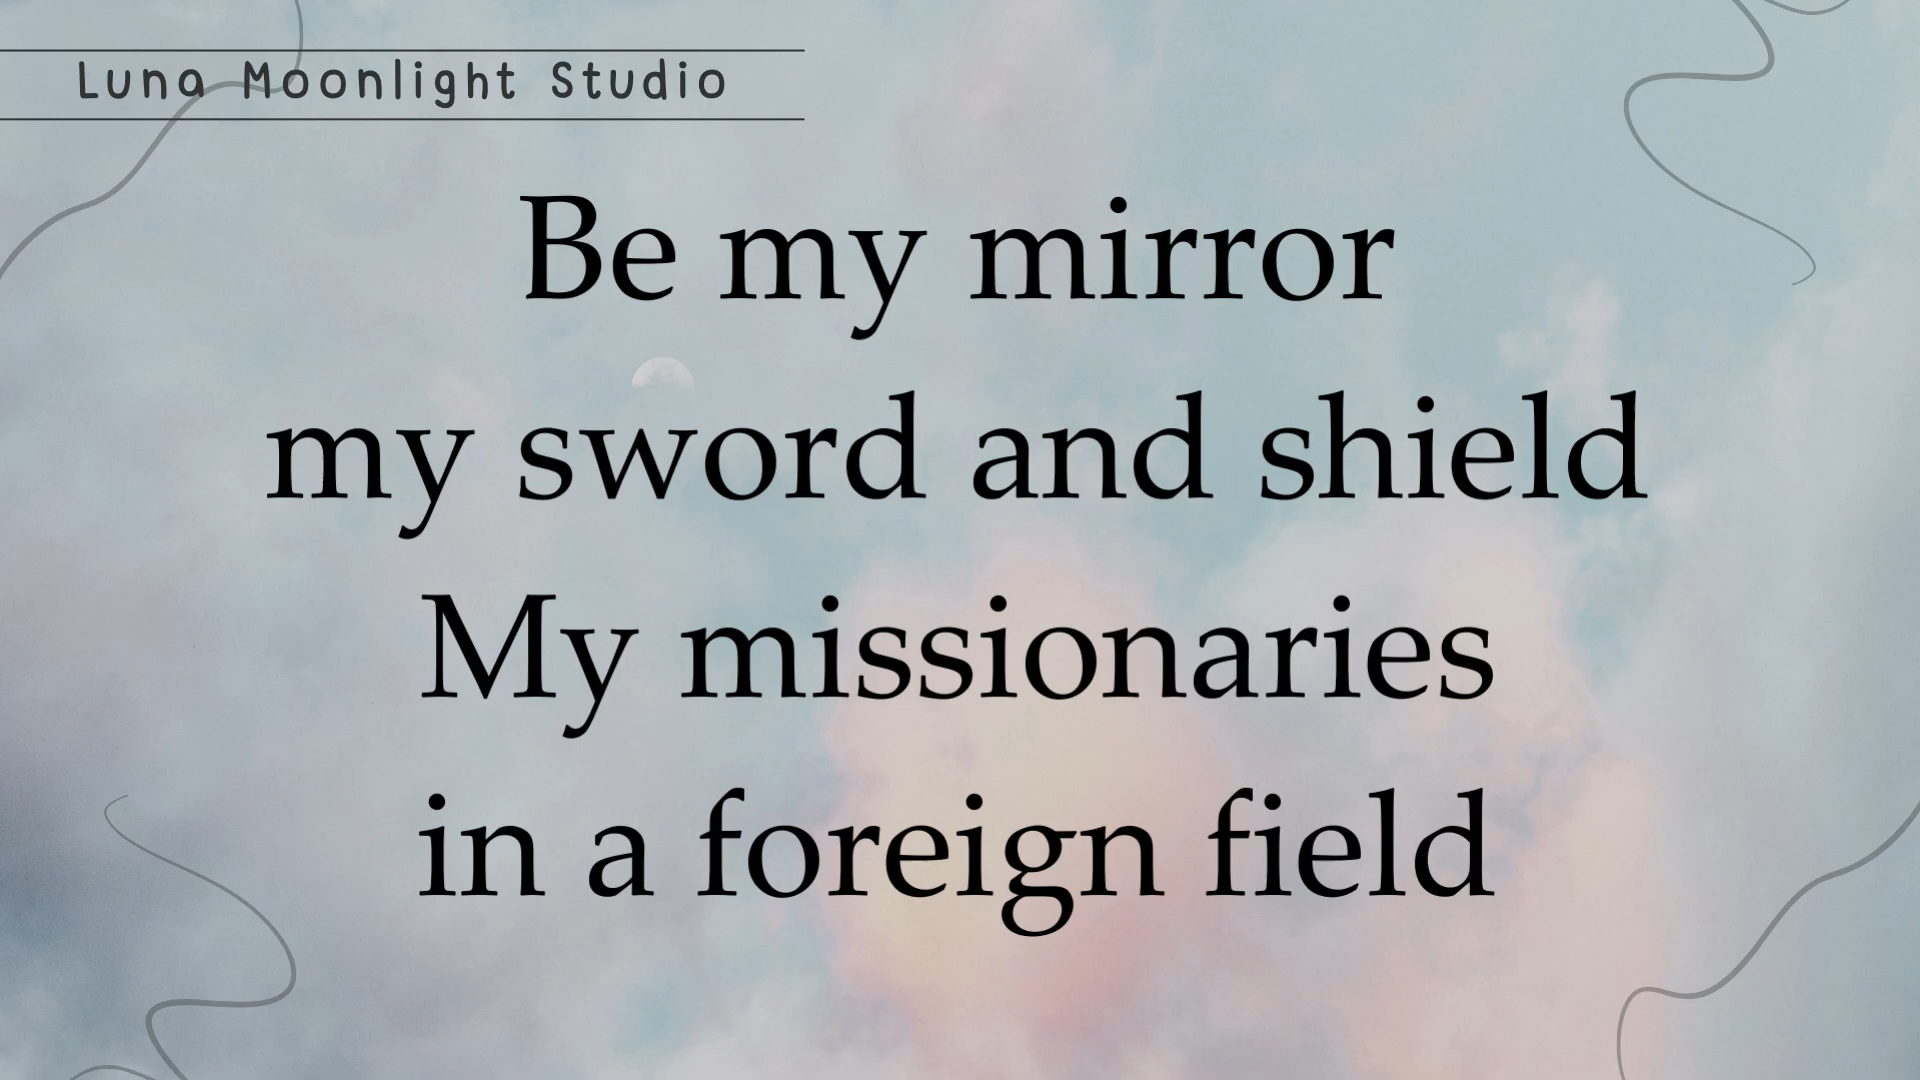 Luna Moonlight Studio
Be my mirror
my sword and shield
My missionaries
in a foreign field